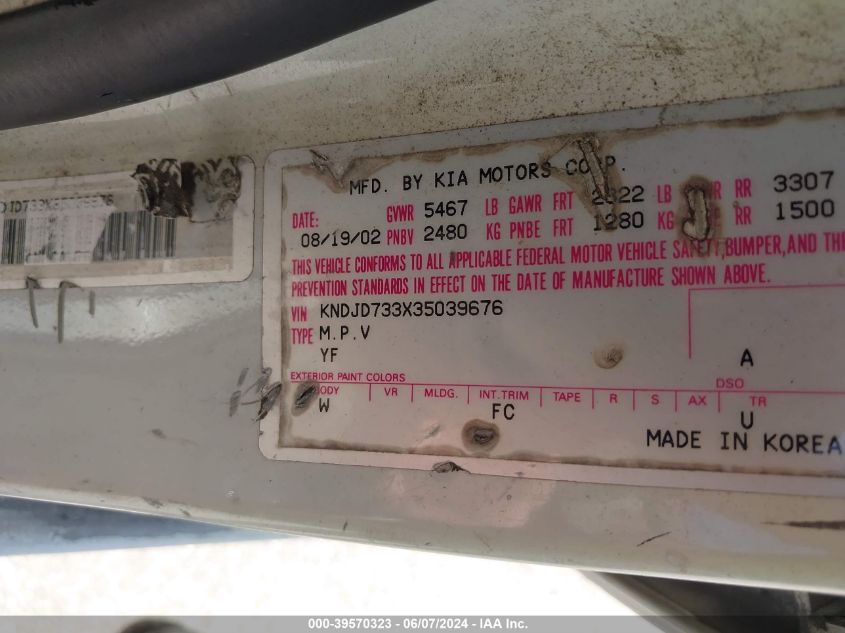 MFD. BY KIA MOTORS CORP.
DATE: GVWR 5467 LB GAWR FRT 2822 LB RR 3307
08/19/02 PNBV 2480 KG PNBE FRT 1280 KG RR 1500
THIS VEHICLE CONFORMS TO ALL APPLICABLE FEDERAL MOTOR VEHICLE SAFETY,BUMPER,AND
PREVENTION STANDARDS IN EFFECT ON THE DATE OF MANUFACTURE SHOWN ABOVE.
VIN KNDJD733X35039676
TYPE M.P.V
YF A
EXTERIOR PAINT COLORS DSO
BODY VR MLDG. INT.TRIM TAPE R S AX TR
W FC U
MADE IN KOREA
000-39570323 - 06/07/2024 - IAA Inc.